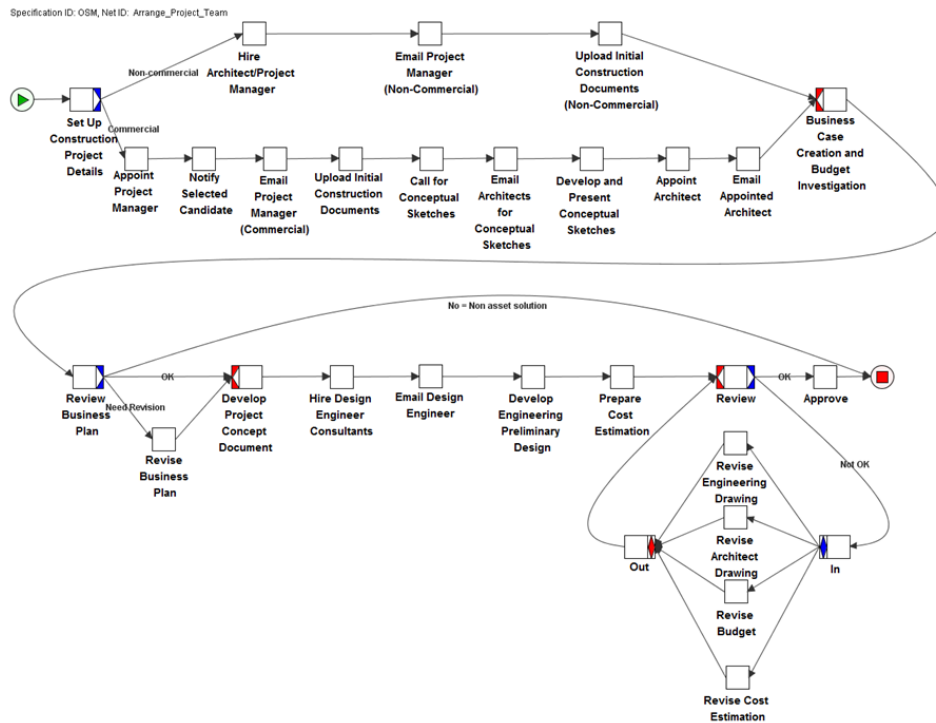 Specification ID: OSM, Net ID: Arrange_Project_Team
Non-commercial
Commercial
Set Up
Construction
Project
Details
Hire
Architect/Project
Manager
Email Project
Manager
(Non-Commercial)
Upload Initial
Construction
Documents
(Non-Commercial)
Business
Case
Creation and
Budget
Investigation
Appoint
Project
Manager
Notify
Selected
Candidate
Email
Project
Manager
(Commercial)
Upload Initial
Construction
Documents
Call for
Conceptual
Sketches
Email
Architects for
Conceptual
Sketches
Develop and
Present
Conceptual
Sketches
Appoint
Architect
Email
Appointed
Architect
No = Non asset solution
OK
Need Revision
Review
Business
Plan
Revise
Business
Plan
Develop
Project
Concept
Document
Hire Design
Engineer
Consultants
Email Design
Engineer
Develop
Engineering
Preliminary
Design
Prepare
Cost
Estimation
Review
OK
Approve
Not OK
Revise
Engineering
Drawing
Revise
Architect
Drawing
Revise
Budget
Revise Cost
Estimation
Out
In